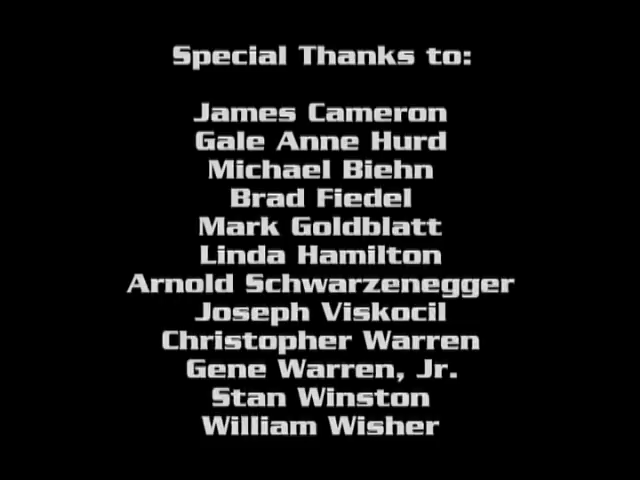 Special Thanks to:
James Cameron
Gale Anne Hurd
Michael Biehn
Brad Fiedel
Mark Goldblatt
Linda Hamilton
Arnold Schwarzenegger
Joseph Viskocil
Christopher Warren
Gene Warren, Jr.
Stan Winston
William Wisher